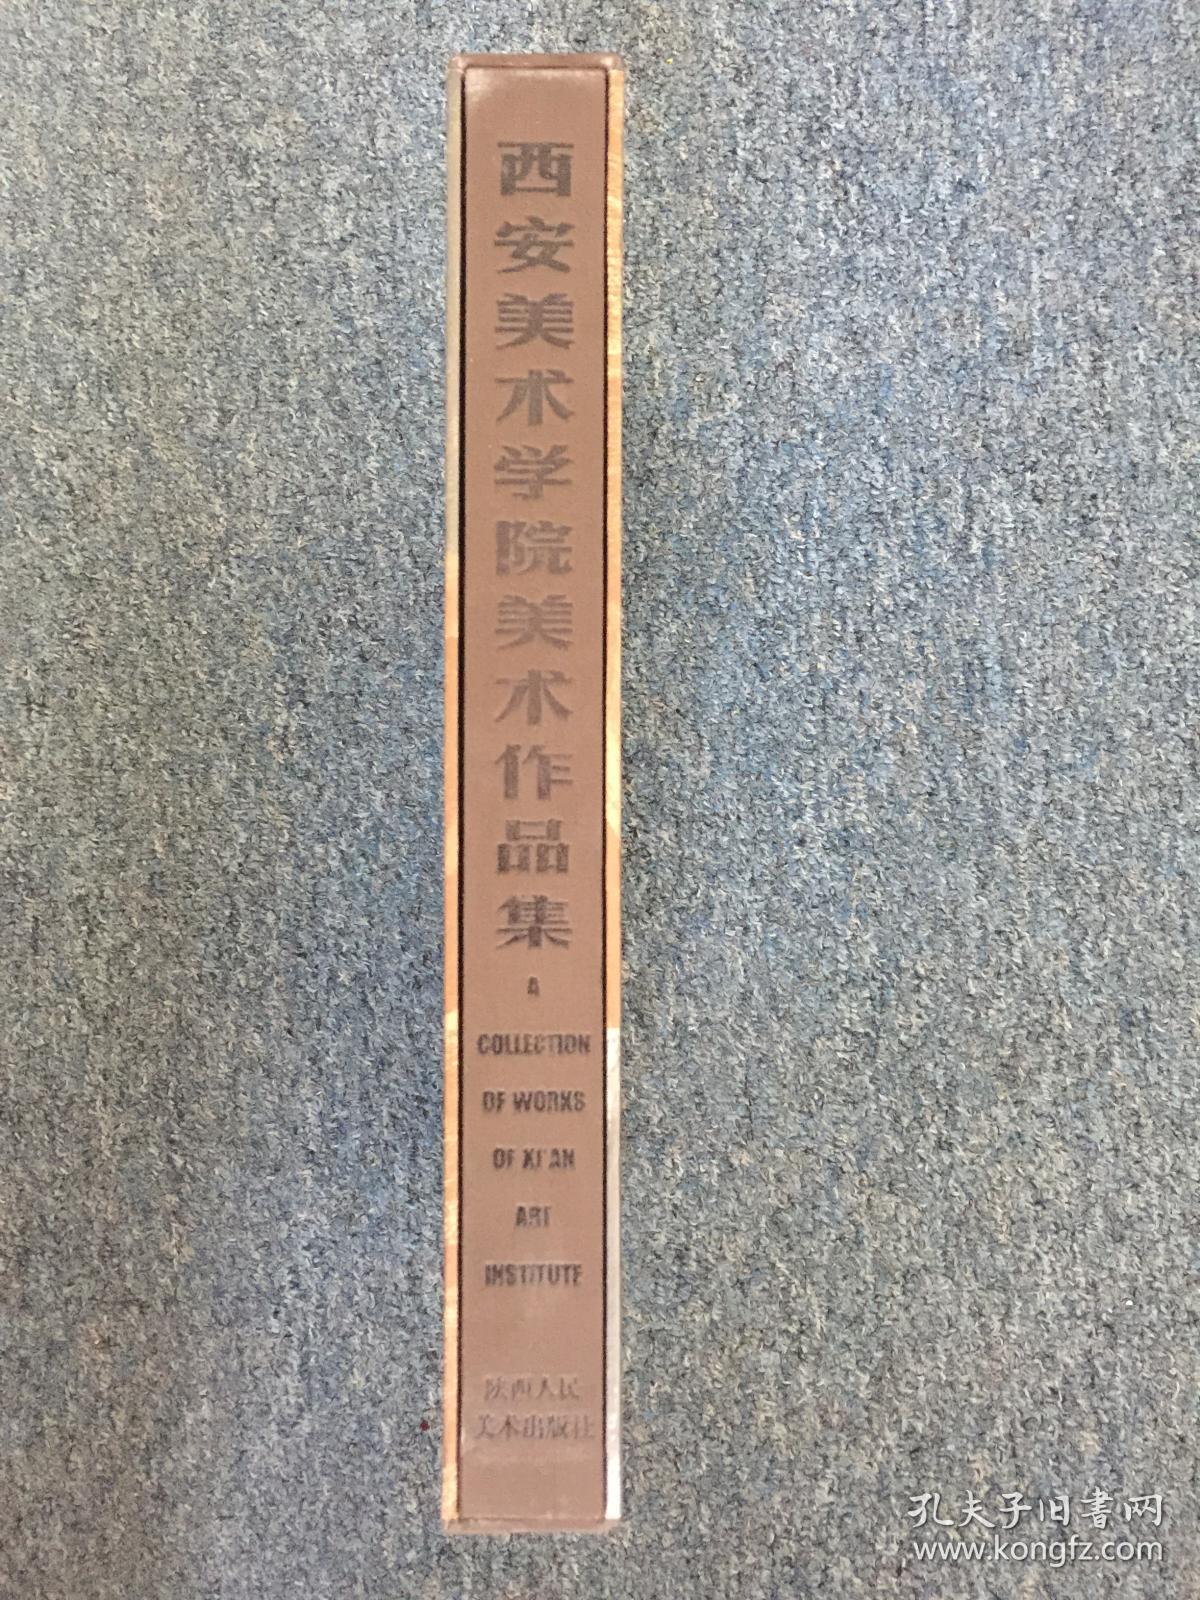 西安美术学院美术作品集
A
COLLECTION
OF WORKS
OF XI'AN
ART
INSTITUTE
陕西人民
美术出版社
孔夫子旧書网
www.kongfz.com